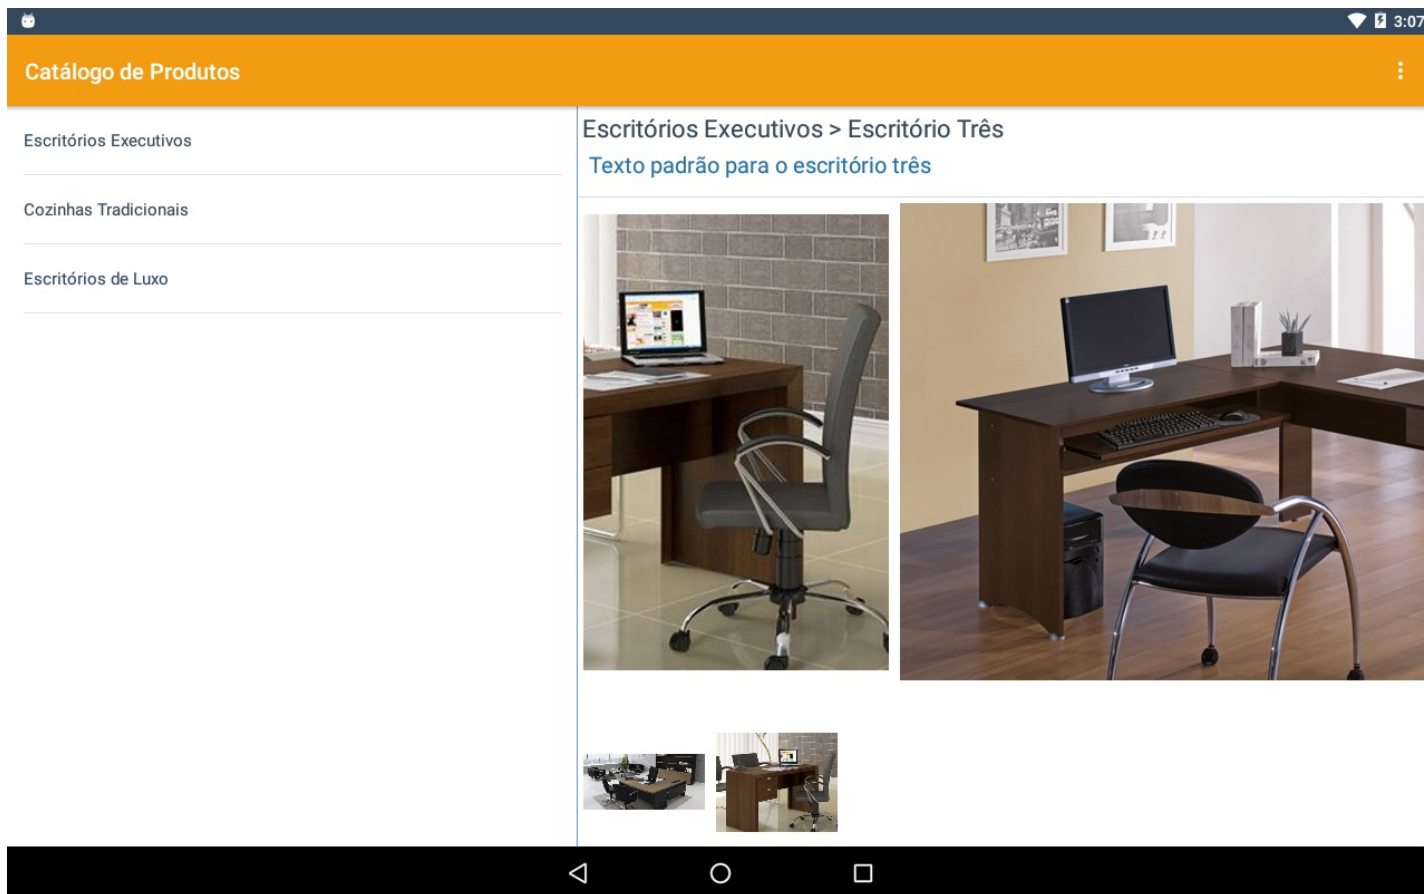 3:07
Catálogo de Produtos
Escritórios Executivos
Cozinhas Tradicionais
Escritórios de Luxo
Escritórios Executivos > Escritório Três
Texto padrão para o escritório três